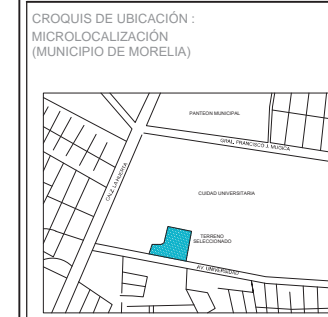 CROQUIS DE UBICACIÓN :
MICROLOCALIZACIÓN
(MUNICIPIO DE MORELIA)
PANTEON MUNICIPAL
GRAL. FRANCISCO J. MUGICA
CALZ. LA HUERTA
CUIDAD UNIVERSITARIA
TERRENO
SELECCIONADO
AV. UNIVERSIDAD